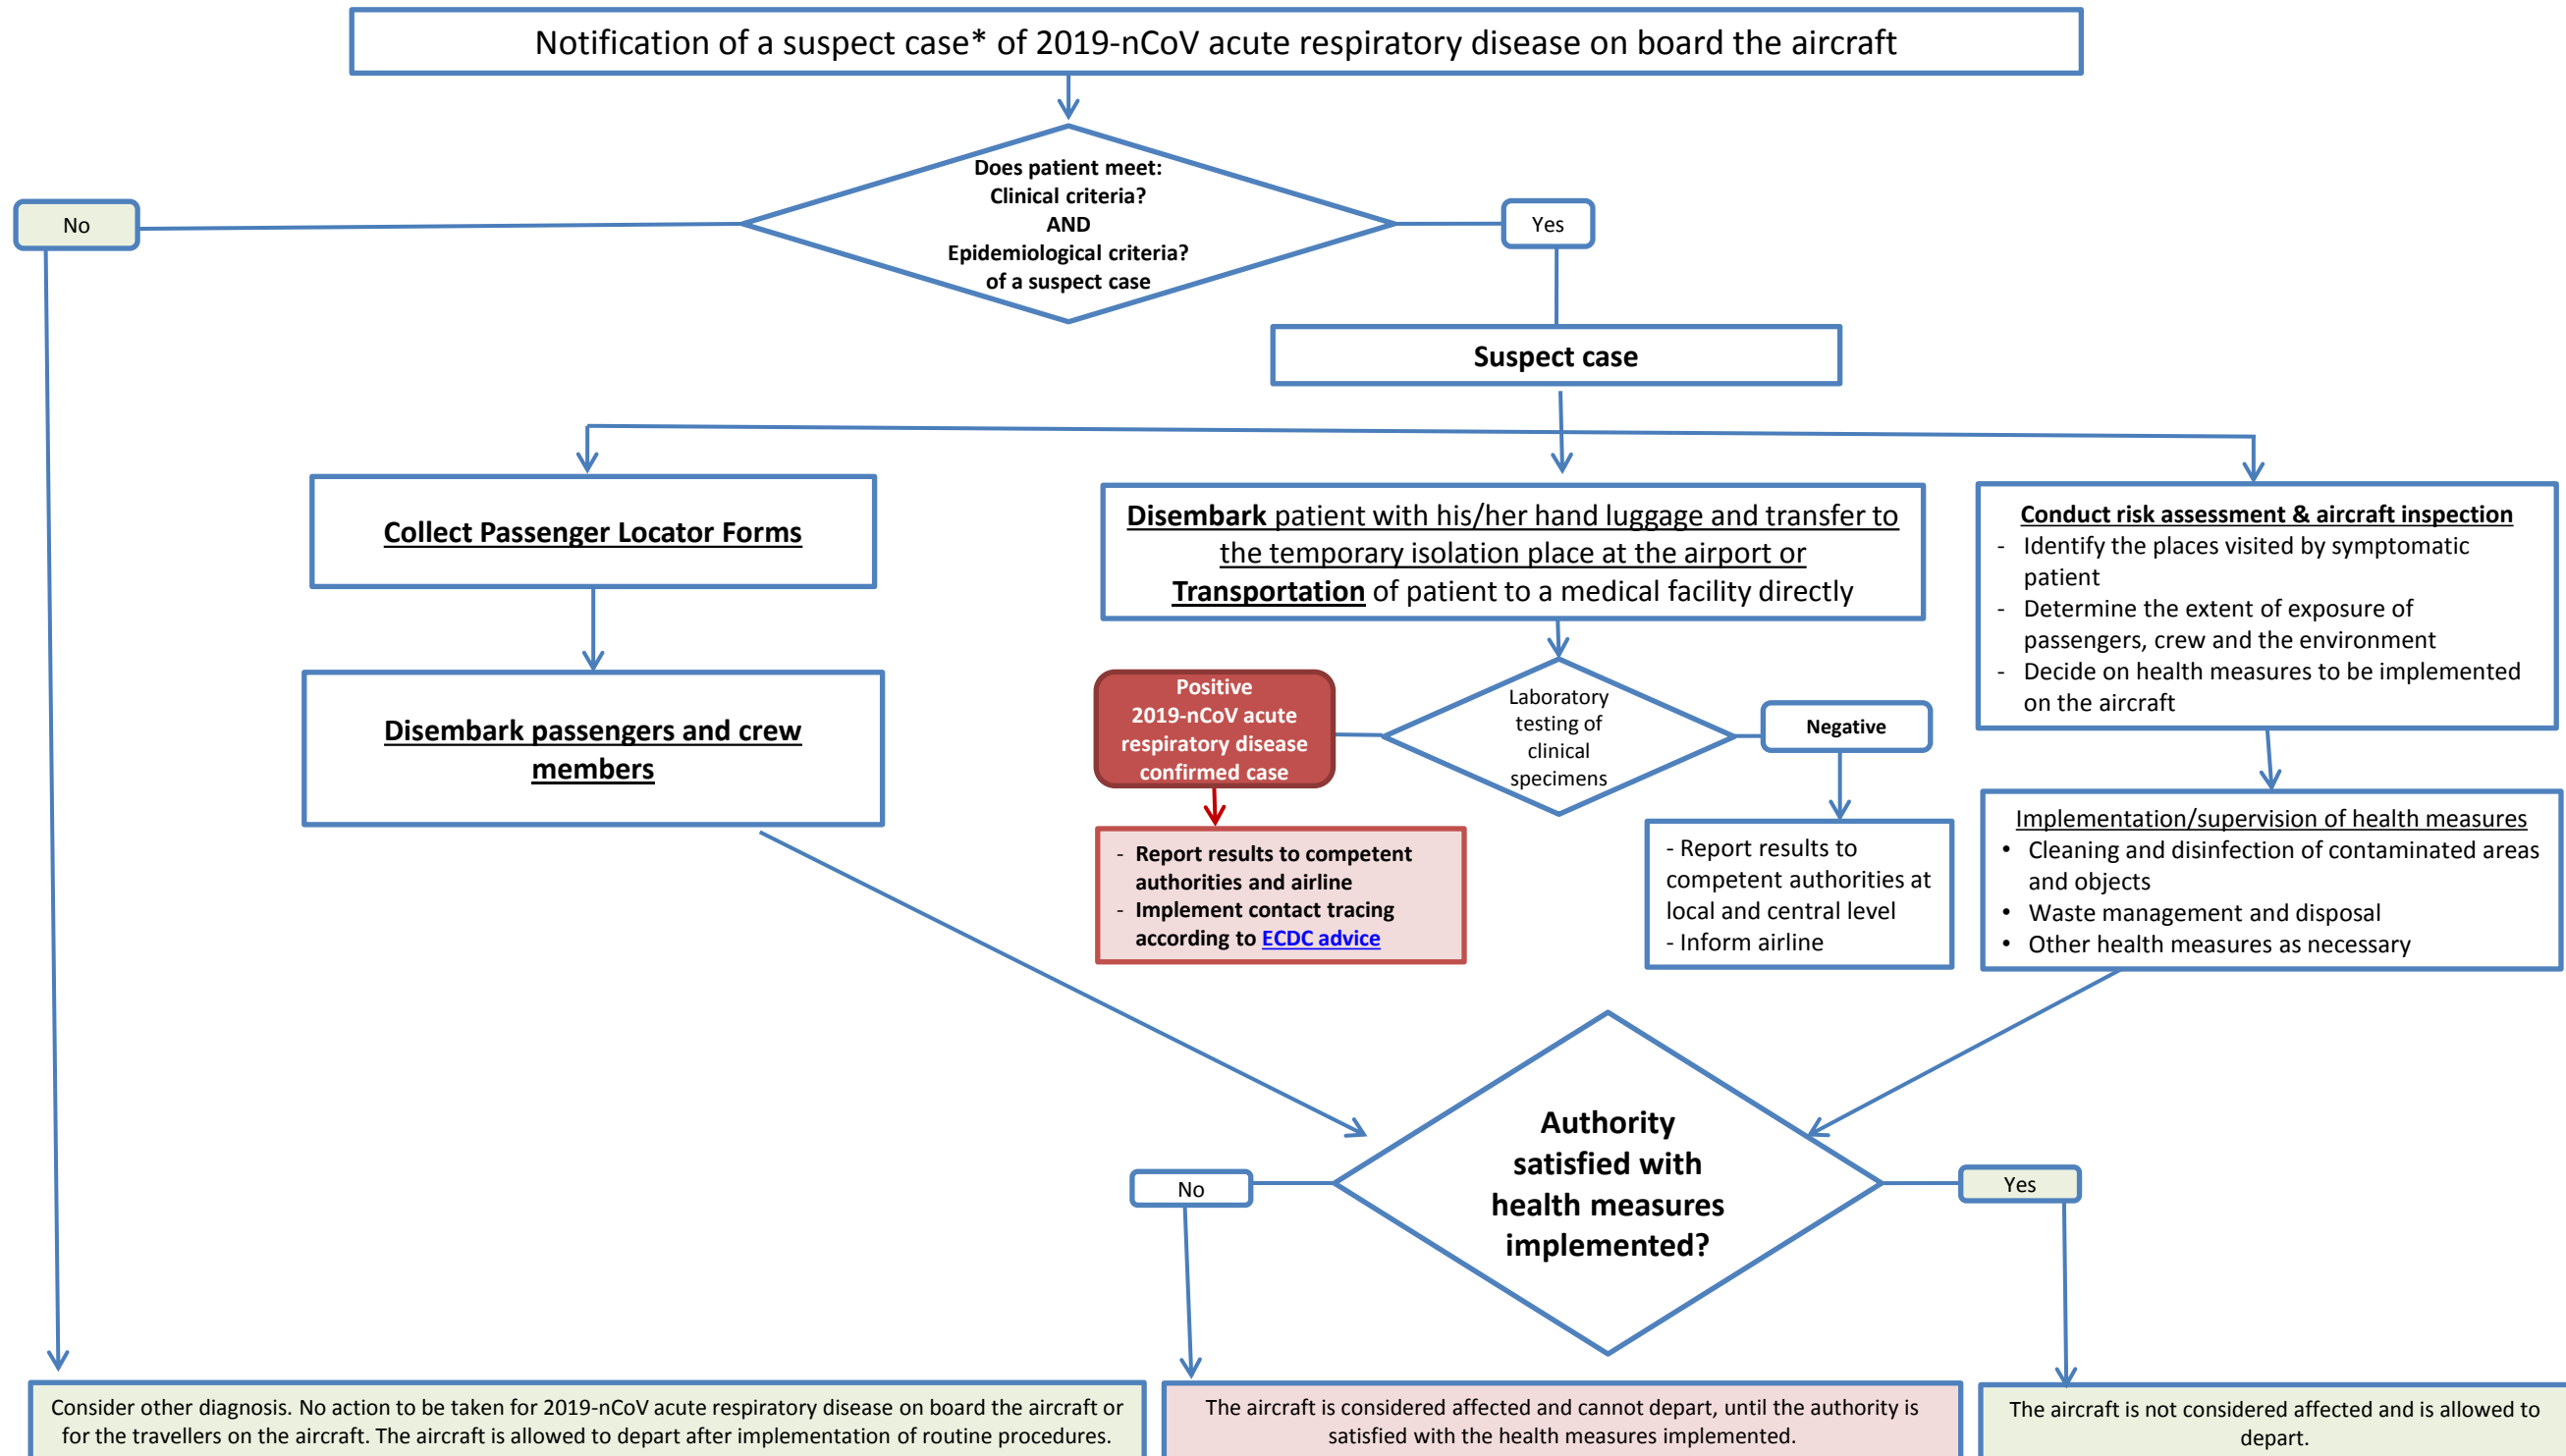 Notification of a suspect case* of 2019-nCoV acute respiratory disease on board the aircraft
Does patient meet:
Clinical criteria?
AND
Epidemiological criteria?
of a suspect case
No
Yes
Suspect case
Collect Passenger Locator Forms
Disembark passengers and crew
members
Disembark patient with his/her hand luggage and transfer to
the temporary isolation place at the airport or
Transportation of patient to a medical facility directly
Laboratory
testing of
clinical
specimens
Positive
2019-nCoV acute
respiratory disease
confirmed case
Negative
- Report results to competent
authorities and airline
- Implement contact tracing
according to ECDC advice
- Report results to
competent authorities at
local and central level
- Inform airline
Conduct risk assessment & aircraft inspection
- Identify the places visited by symptomatic
patient
- Determine the extent of exposure of
passengers, crew and the environment
- Decide on health measures to be implemented
on the aircraft
Implementation/supervision of health measures
• Cleaning and disinfection of contaminated areas
and objects
• Waste management and disposal
• Other health measures as necessary
Authority
satisfied with
health measures
implemented?
No
Yes
Consider other diagnosis. No action to be taken for 2019-nCoV acute respiratory disease on board the aircraft or
for the travellers on the aircraft. The aircraft is allowed to depart after implementation of routine procedures.
The aircraft is considered affected and cannot depart, until the authority is
satisfied with the health measures implemented.
The aircraft is not considered affected and is allowed to
depart.